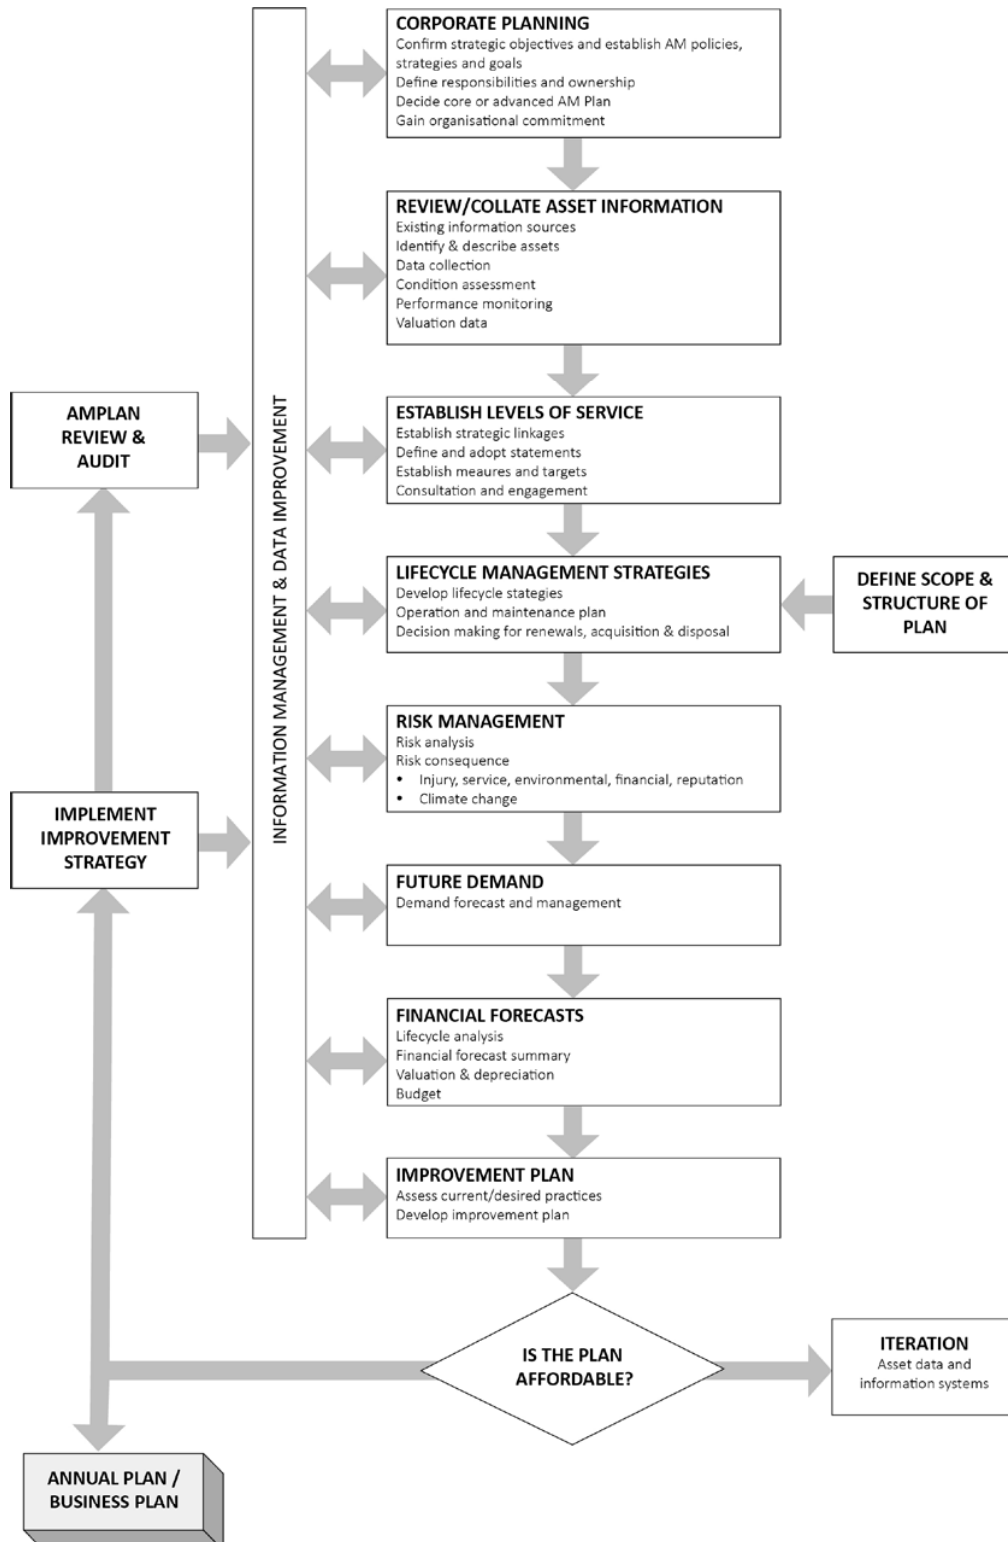 CORPORATE PLANNING
Confirm strategic objectives and establish AM policies,
strategies and goals
Define responsibilities and ownership
Decide core or advanced AM Plan
Gain organisational commitment
REVIEW/COLLATE ASSET INFORMATION
Existing information sources
Identify & describe assets
Data collection
Condition assessment
Performance monitoring
Valuation data
AMPLAN
REVIEW &
AUDIT
INFORMATION MANAGEMENT & DATA IMPROVEMENT
ESTABLISH LEVELS OF SERVICE
Establish strategic linkages
Define and adopt statements
Establish meaures and targets
Consultation and engagement
LIFECYCLE MANAGEMENT STRATEGIES
Develop lifecycle stategies
Operation and maintenance plan
Decision making for renewals, acquisition & disposal
DEFINE SCOPE &
STRUCTURE OF
PLAN
RISK MANAGEMENT
Risk analysis
Risk consequence
• Injury, service, environmental, financial, reputation
• Climate change
IMPLEMENT
IMPROVEMENT
STRATEGY
FUTURE DEMAND
Demand forecast and management
FINANCIAL FORECASTS
Lifecycle analysis
Financial forecast summary
Valuation & depreciation
Budget
IMPROVEMENT PLAN
Assess current/desired practices
Develop improvement plan
IS THE PLAN
AFFORDABLE?
ITERATION
Asset data and
information systems
ANNUAL PLAN /
BUSINESS PLAN